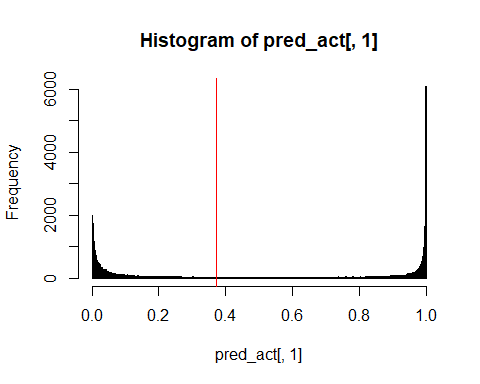 Histogram of pred_act[, 1]
Frequency
6000
4000
2000
0
0.0 0.2 0.4 0.6 0.8 1.0
pred_act[, 1]